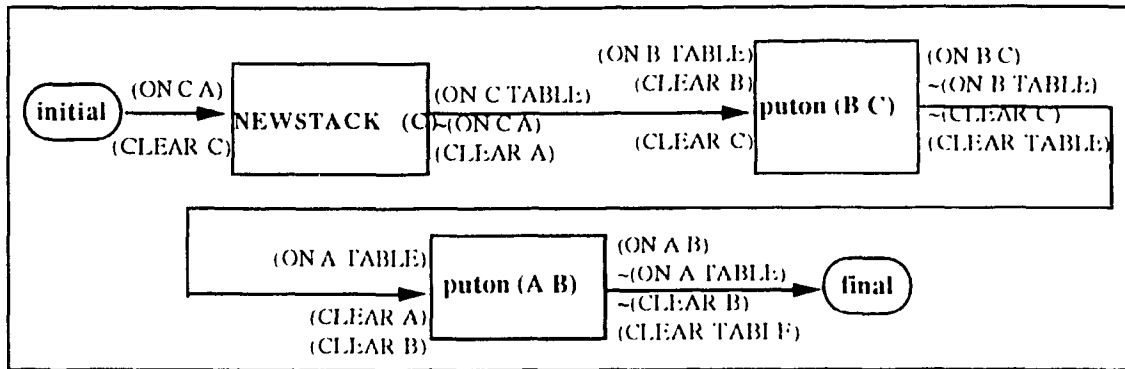 initial
(ON C A)
(CLEAR C)
NEWSTACK (C)
(ON C TABLE)
~(ON C A)
(CLEAR A)
(ON B TABLE)
(CLEAR B)
(CLEAR C)
puton (B C)
(ON B C)
~(ON B TABLE)
~(CLEAR C)
(CLEAR TABLE)
(ON A TABLE)
(CLEAR A)
(CLEAR B)
puton (A B)
(ON A B)
~(ON A TABLE)
~(CLEAR B)
(CLEAR TABLE)
final